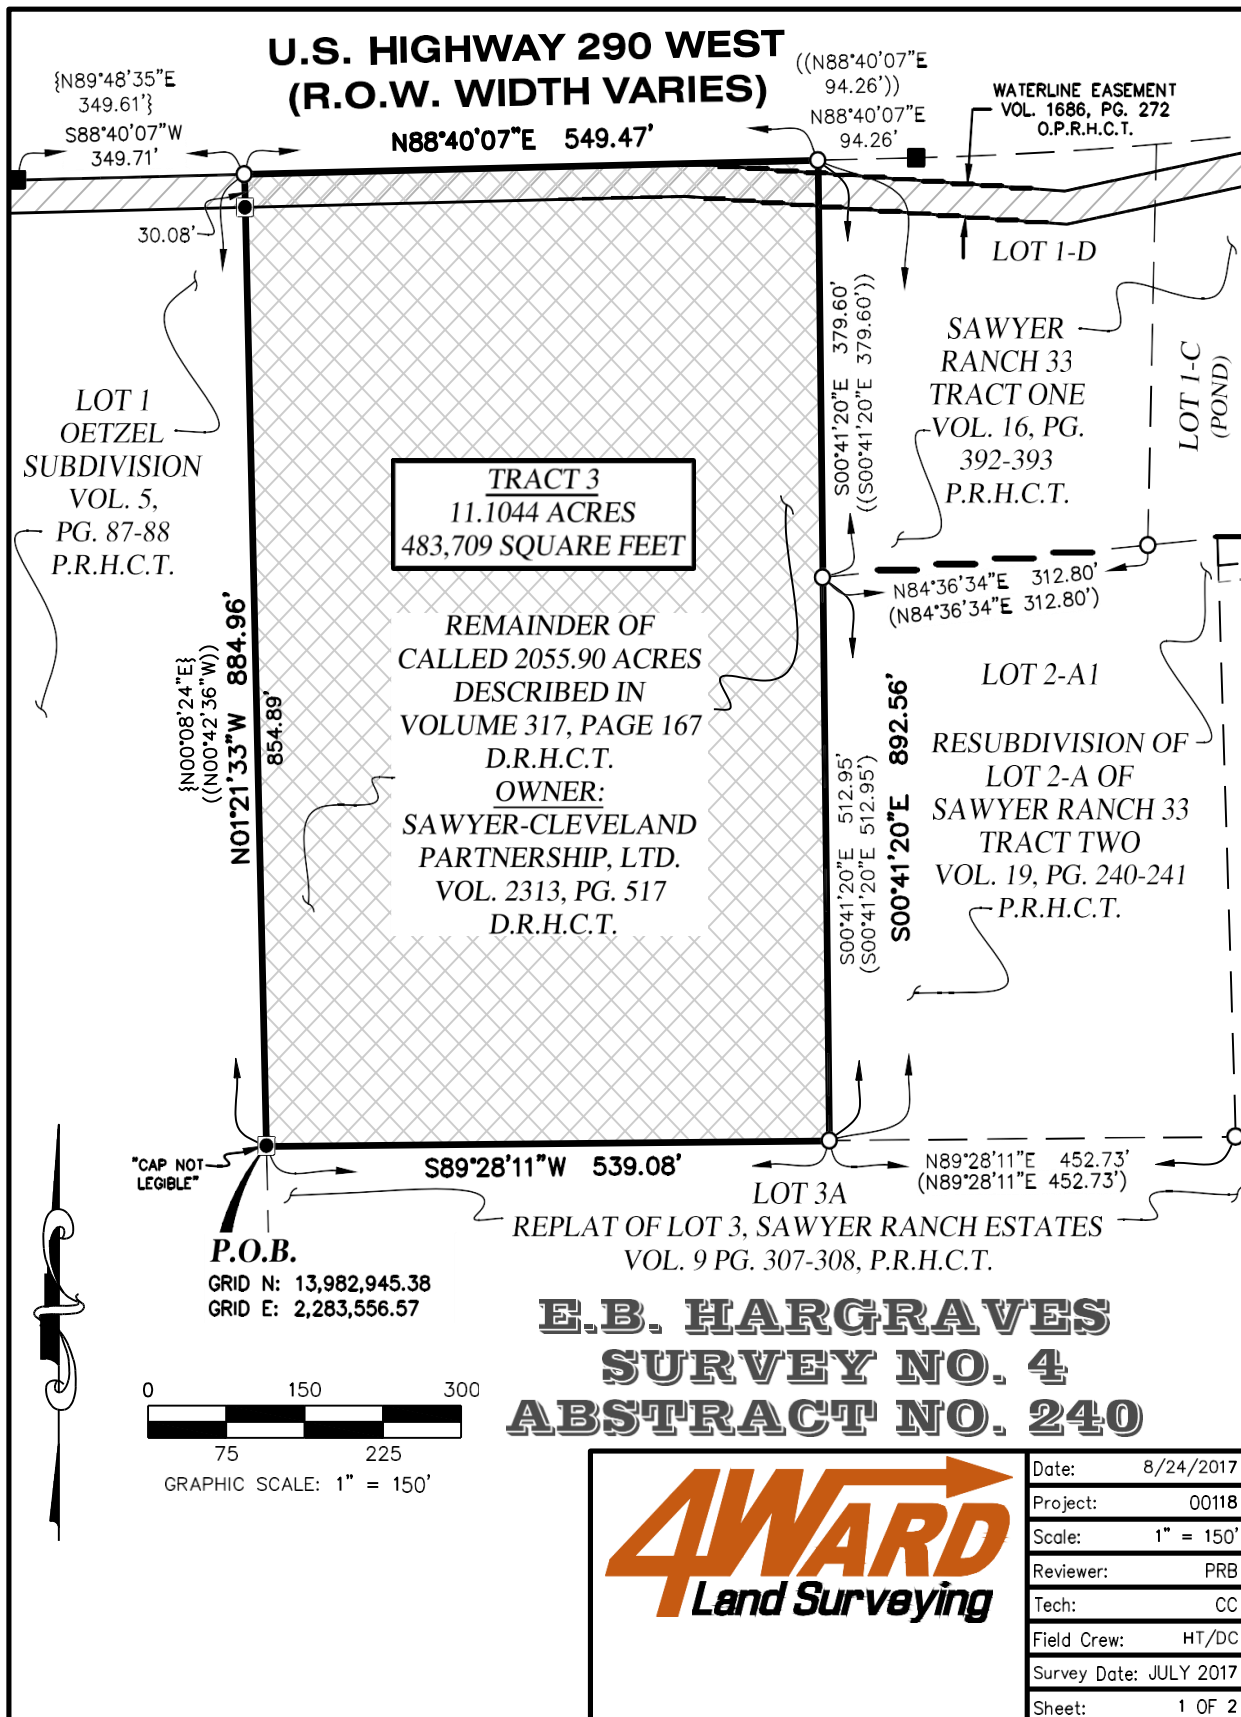 U.S. HIGHWAY 290 WEST
(R.O.W. WIDTH VARIES)
{N89°48'35"E
349.61'}
S88°40'07"W
349.71'
N88°40'07"E 549.47'
((N88°40'07"E
94.26'))
N88°40'07"E
94.26'
WATERLINE EASEMENT
VOL. 1686, PG. 272
O.P.R.H.C.T.
30.08'
LOT 1-D
LOT 1
OETZEL
SUBDIVISION
VOL. 5,
PG. 87-88
P.R.H.C.T.
S00°41'20"E 379.60'
((S00°41'20"E 379.60'))
SAWYER
RANCH 33
TRACT ONE
VOL. 16, PG.
392-393
P.R.H.C.T.
LOT 1-C
(POND)
TRACT 3
11.1044 ACRES
483,709 SQUARE FEET
N84°36'34"E 312.80'
(N84°36'34"E 312.80')
{N00°08'24"E}
((N00°42'36"W))
N01°21'33"W 884.96'
854.89'
REMAINDER OF
CALLED 2055.90 ACRES
DESCRIBED IN
VOLUME 317, PAGE 167
D.R.H.C.T.
OWNER:
SAWYER-CLEVELAND
PARTNERSHIP, LTD.
VOL. 2313, PG. 517
D.R.H.C.T.
S00°41'20"E 512.95'
(S00°41'20"E 512.95')
S00°41'20"E 892.56'
LOT 2-A1
RESUBDIVISION OF
LOT 2-A OF
SAWYER RANCH 33
TRACT TWO
VOL. 19, PG. 240-241
P.R.H.C.T.
"CAP NOT
LEGIBLE"
S89°28'11"W 539.08'
N89°28'11"E 452.73'
(N89°28'11"E 452.73')
LOT 3A
REPLAT OF LOT 3, SAWYER RANCH ESTATES
VOL. 9 PG. 307-308, P.R.H.C.T.
P.O.B.
GRID N: 13,982,945.38
GRID E: 2,283,556.57
E.B. HARGRAVES
SURVEY NO. 4
ABSTRACT NO. 240
0 150 300
75 225
GRAPHIC SCALE: 1" = 150'
4WARD
Land Surveying
Date: 8/24/2017
Project: 00118
Scale: 1" = 150'
Reviewer: PRB
Tech: CC
Field Crew: HT/DC
Survey Date: JULY 2017
Sheet: 1 OF 2